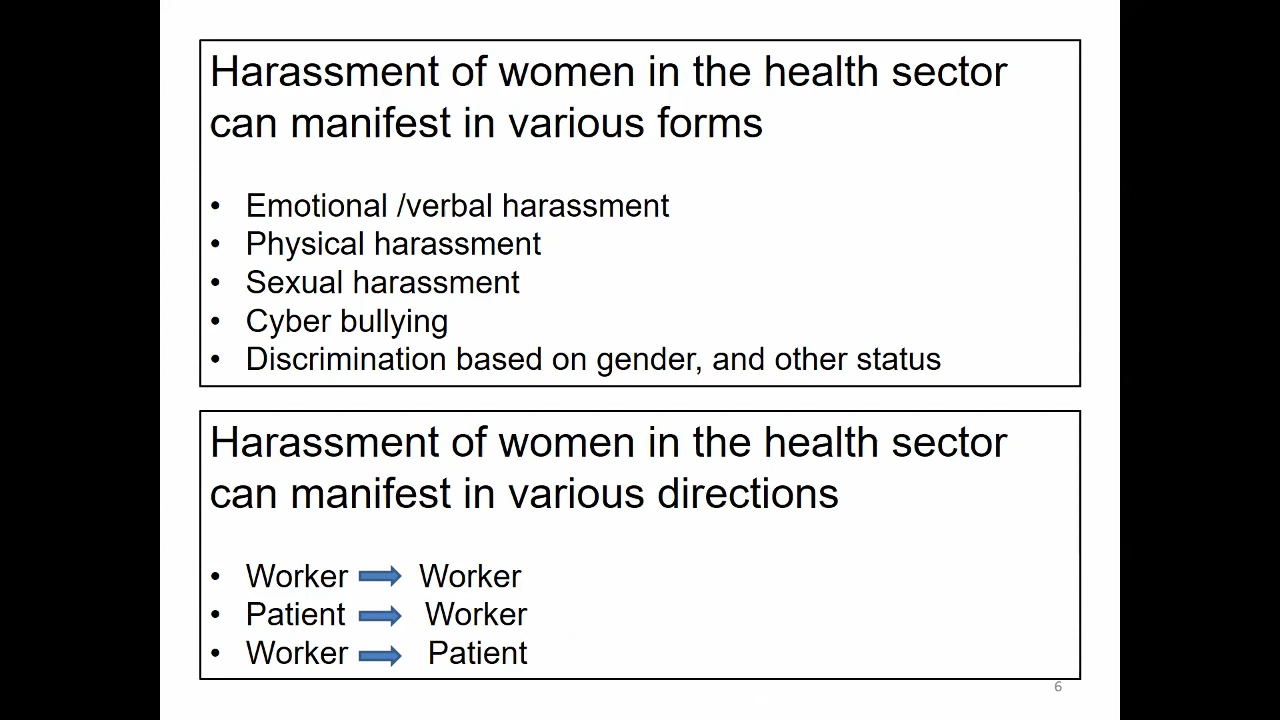 Harassment of women in the health sector
can manifest in various forms
• Emotional /verbal harassment
• Physical harassment
• Sexual harassment
• Cyber bullying
• Discrimination based on gender, and other status
Harassment of women in the health sector
can manifest in various directions
• Worker Worker
• Patient Worker
• Worker Patient
6